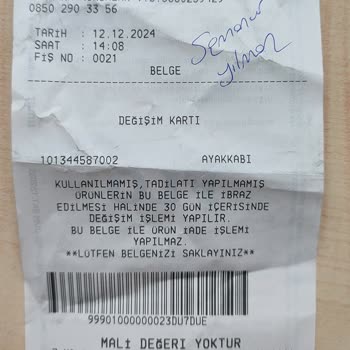 0850 290 33 56
TARİH : 12.12.2024
SAAT : 14:08
FİŞ NO : 0021
Semanur
Yılmaz
BELGE
DEĞİŞİM KARTI
101344587002 AYAKKABI
KULLANILMAMIŞ,TADİLATI YAPILMAMIŞ
ÜRÜNLERİN BU BELGE İLE İBRAZ
EDİLMESİ HALİNDE 30 GÜN İÇERİSİNDE
DEĞİŞİM İŞLEMİ YAPILIR.
BU BELGE İLE ÜRÜN İADE İŞLEMİ
YAPILMAZ.
**LÜTFEN BELGENİZİ SAKLAYINIZ**
99901000000023DU7DUE
MALİ DEĞERİ YOKTUR